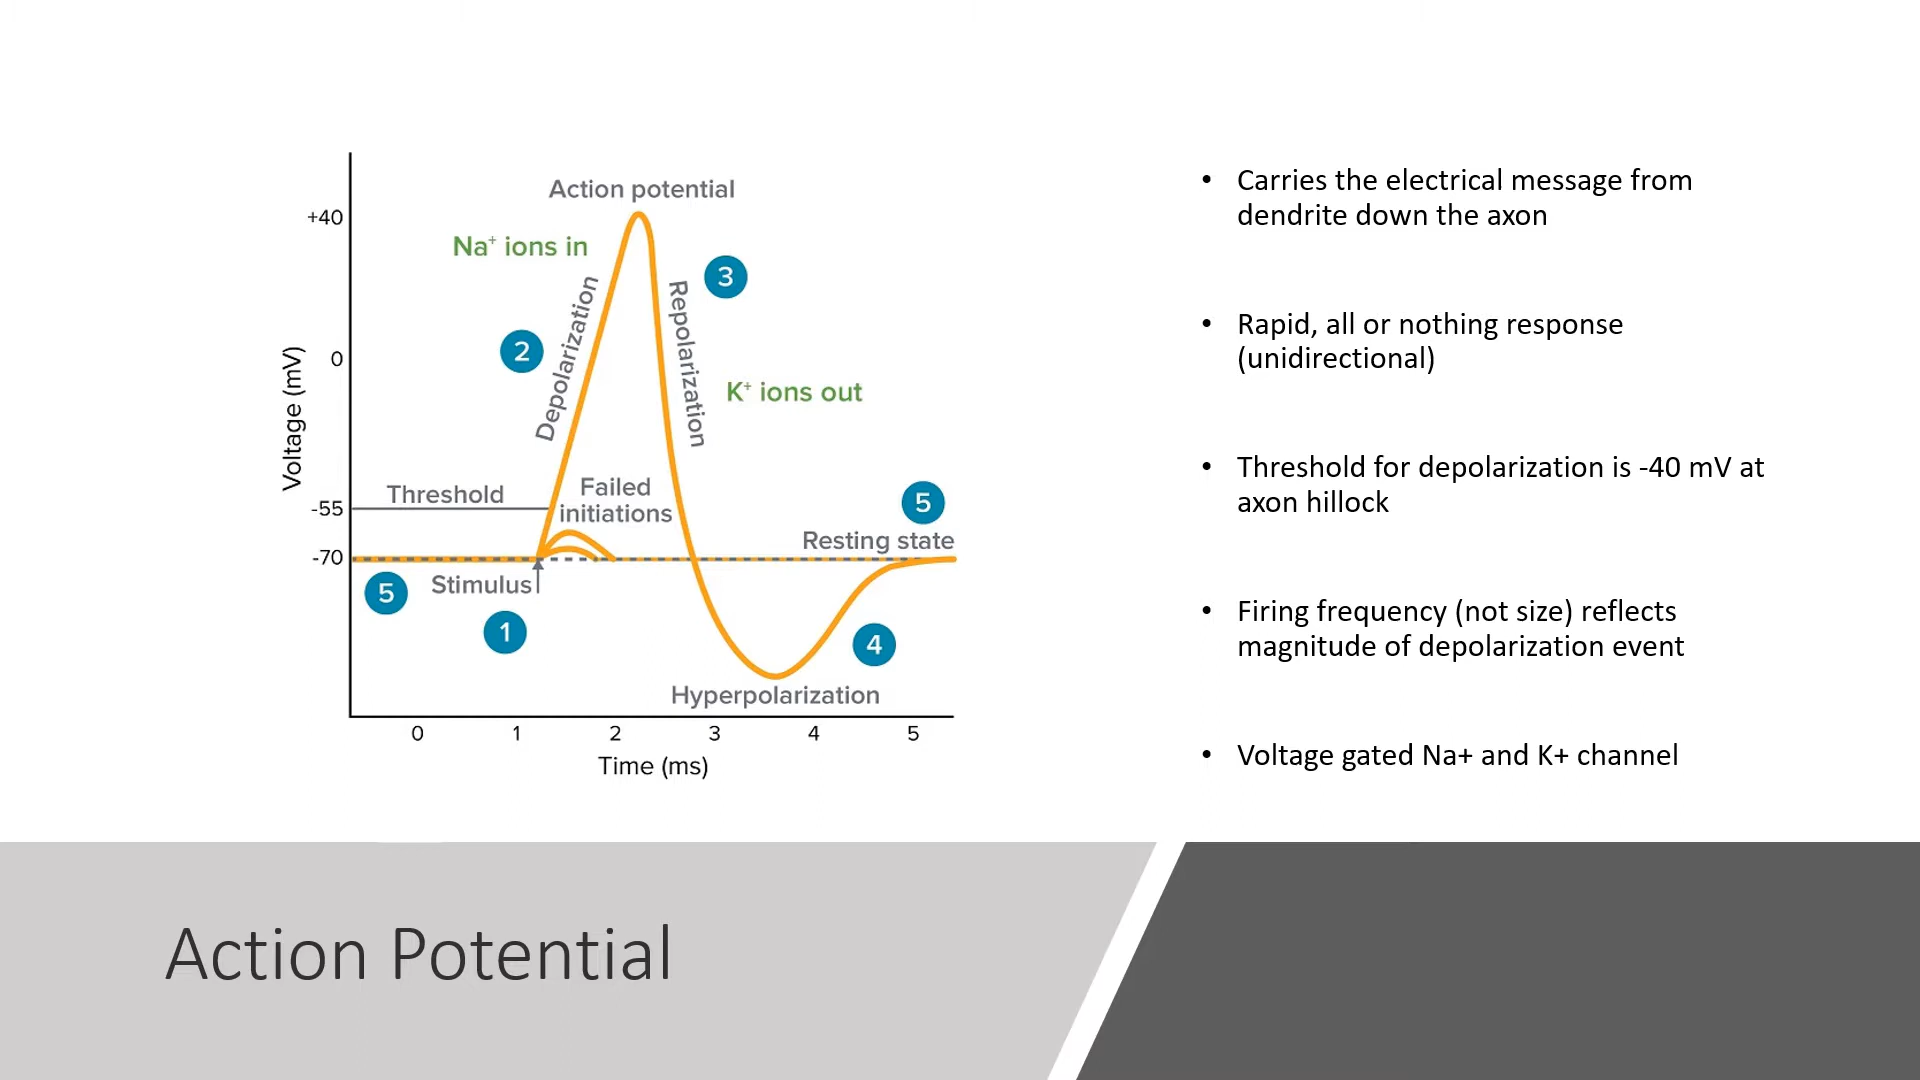 Action potential
+40
Na+ ions in
3
Depolarization
Repolarization
2
0
K+ ions out
Voltage (mV)
Threshold
Failed
initiations
5
-55
Resting state
-70
Stimulus
5
1
4
Hyperpolarization
0 1 2 3 4 5
Time (ms)
• Carries the electrical message from
dendrite down the axon
• Rapid, all or nothing response
(unidirectional)
• Threshold for depolarization is -40 mV at
axon hillock
• Firing frequency (not size) reflects
magnitude of depolarization event
• Voltage gated Na+ and K+ channel
Action Potential